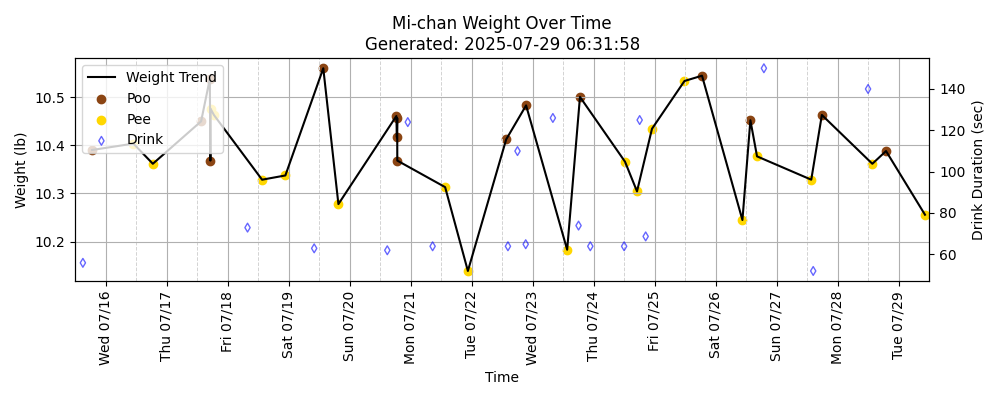 Mi-chan Weight Over Time
Generated: 2025-07-29 06:31:58
Weight Trend
Poo
Pee
Drink
Weight (lb)
10.5
10.4
10.3
10.2
140
120
100
80
60
Drink Duration (sec)
Wed 07/16
Thu 07/17
Fri 07/18
Sat 07/19
Sun 07/20
Mon 07/21
Tue 07/22
Wed 07/23
Thu 07/24
Fri 07/25
Sat 07/26
Sun 07/27
Mon 07/28
Tue 07/29
Time